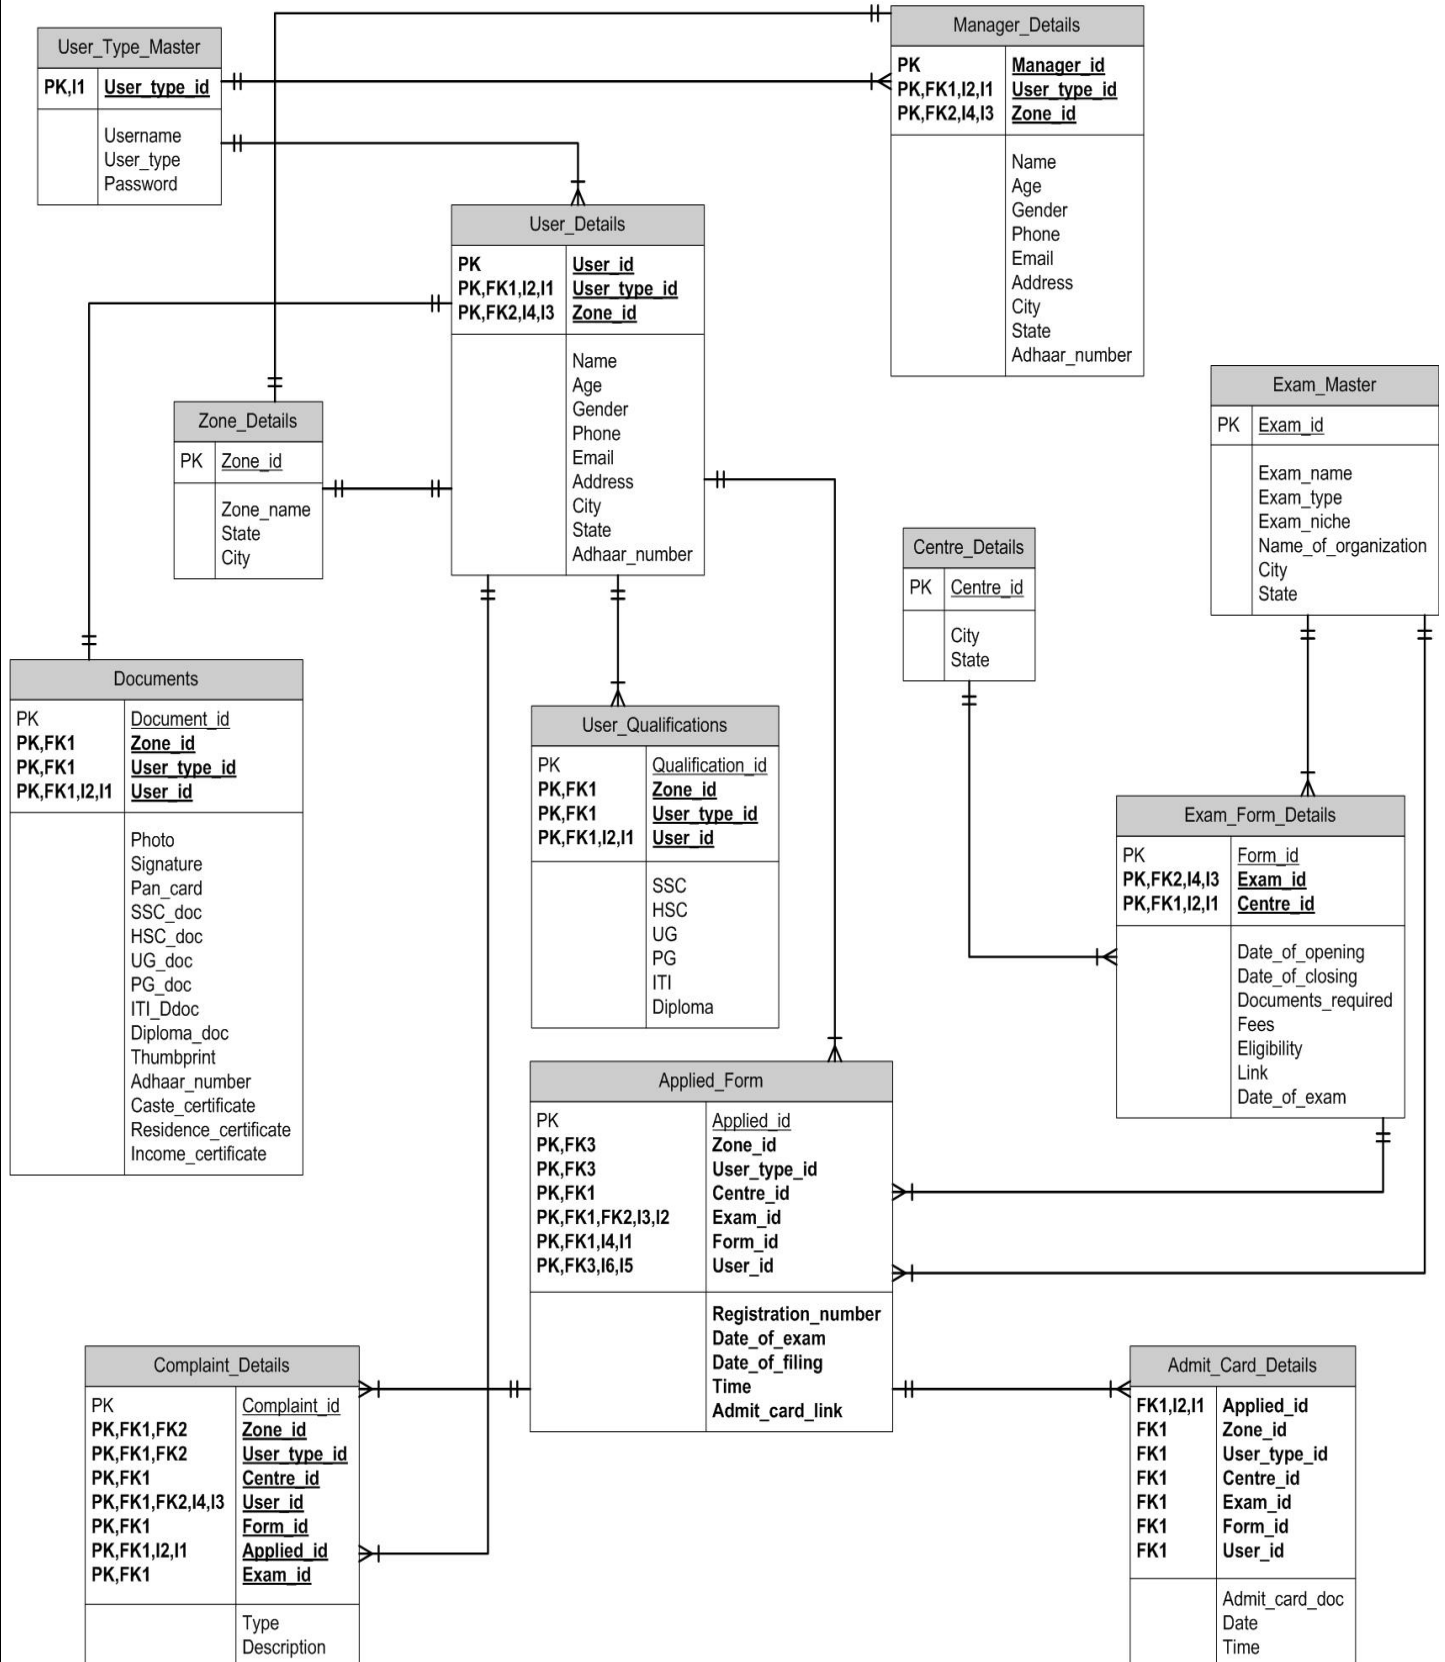 User_Type_Master
PK,I1 User_type_id
Username
User_type
Password
Manager_Details
PK Manager_id
PK,FK1,I2,I1 User_type_id
PK,FK2,I4,I3 Zone_id
Name
Age
Gender
Phone
Email
Address
City
State
Adhaar_number
User_Details
PK User_id
PK,FK1,I2,I1 User_type_id
PK,FK2,I4,I3 Zone_id
Name
Age
Gender
Phone
Email
Address
City
State
Adhaar_number
Zone_Details
PK Zone_id
Zone_name
State
City
Exam_Master
PK Exam_id
Exam_name
Exam_type
Exam_niche
Name_of_organization
City
State
Centre_Details
PK Centre_id
City
State
Documents
PK Document_id
PK,FK1 Zone_id
PK,FK1 User_type_id
PK,FK1,I2,I1 User_id
Photo
Signature
Pan_card
SSC_doc
HSC_doc
UG_doc
PG_doc
ITI_Ddoc
Diploma_doc
Thumbprint
Adhaar_number
Caste_certificate
Residence_certificate
Income_certificate
User_Qualifications
PK Qualification_id
PK,FK1 Zone_id
PK,FK1 User_type_id
PK,FK1,I2,I1 User_id
SSC
HSC
UG
PG
ITI
Diploma
Exam_Form_Details
PK Form_id
PK,FK2,I4,I3 Exam_id
PK,FK1,I2,I1 Centre_id
Date_of_opening
Date_of_closing
Documents_required
Fees
Eligibility
Link
Date_of_exam
Applied_Form
PK Applied_id
PK,FK3 Zone_id
PK,FK3 User_type_id
PK,FK1 Centre_id
PK,FK1,FK2,I3,I2 Exam_id
PK,FK1,I4,I1 Form_id
PK,FK3,I6,I5 User_id
Registration_number
Date_of_exam
Date_of_filing
Time
Admit_card_link
Complaint_Details
PK Complaint_id
PK,FK1,FK2 Zone_id
PK,FK1,FK2 User_type_id
PK,FK1 Centre_id
PK,FK1,FK2,I4,I3 User_id
PK,FK1 Form_id
PK,FK1,I2,I1 Applied_id
PK,FK1 Exam_id
Type
Description
Admit_Card_Details
FK1,I2,I1 Applied_id
FK1 Zone_id
FK1 User_type_id
FK1 Centre_id
FK1 Exam_id
FK1 Form_id
FK1 User_id
Admit_card_doc
Date
Time